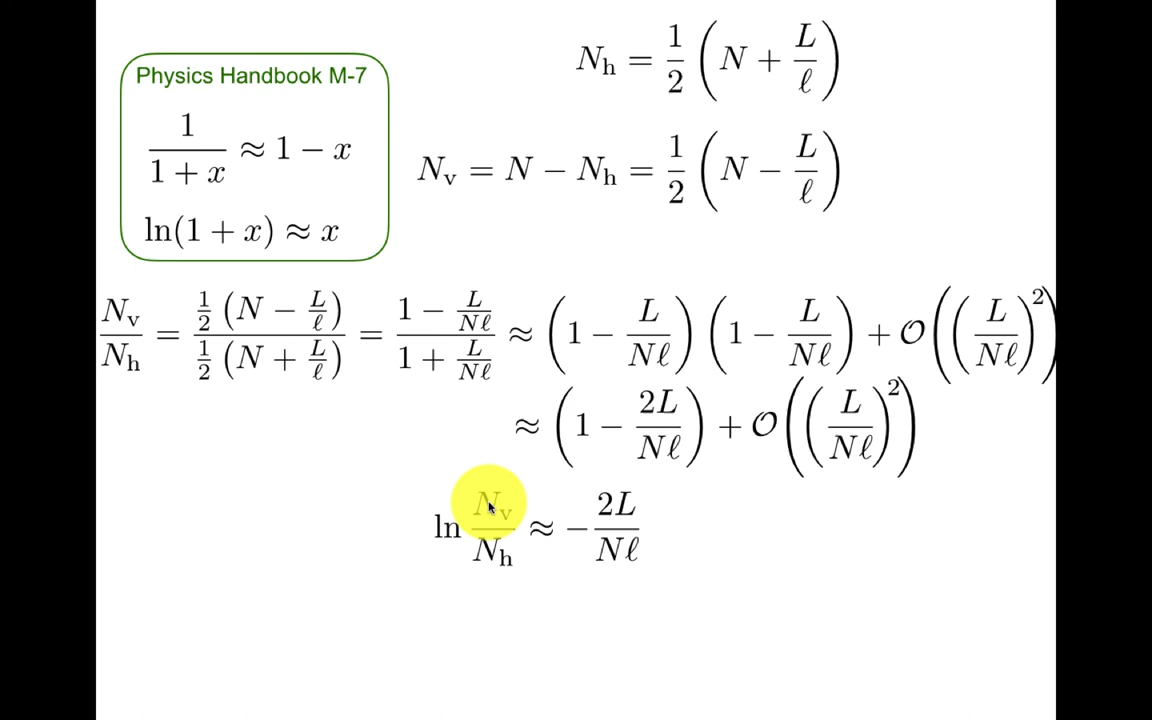 Physics Handbook M-7
1/(1 + x) ≈ 1 − x
ln(1 + x) ≈ x
N_h = 1/2 (N + L/ℓ)
N_v = N − N_h = 1/2 (N − L/ℓ)
N_v/N_h = (1/2 (N − L/ℓ))/(1/2 (N + L/ℓ)) = (1 − L/(Nℓ))/(1 + L/(Nℓ)) ≈ (1 − L/(Nℓ)) (1 − L/(Nℓ)) + 𝒪((L/(Nℓ))²)
≈ (1 − 2L/(Nℓ)) + 𝒪((L/(Nℓ))²)
ln N_v/N_h ≈ − 2L/(Nℓ)